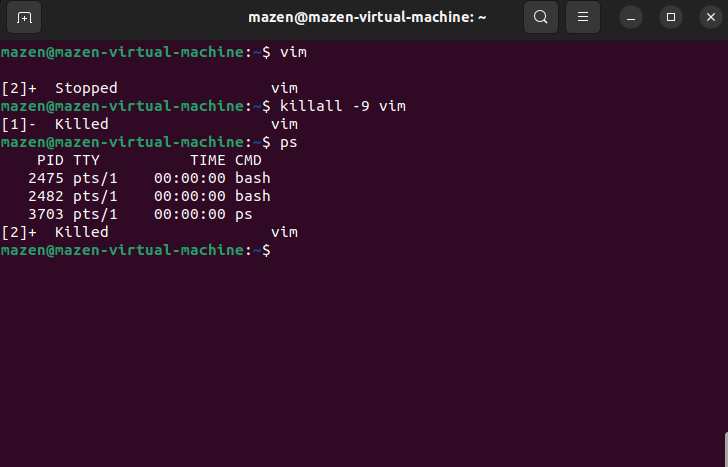 mazen@mazen-virtual-machine: ~
mazen@mazen-virtual-machine:~$ vim
[2]+  Stopped                 vim
mazen@mazen-virtual-machine:~$ killall -9 vim
[1]-  Killed                  vim
mazen@mazen-virtual-machine:~$ ps
    PID TTY          TIME CMD
   2475 pts/1    00:00:00 bash
   2482 pts/1    00:00:00 bash
   3703 pts/1    00:00:00 ps
[2]+  Killed                  vim
mazen@mazen-virtual-machine:~$